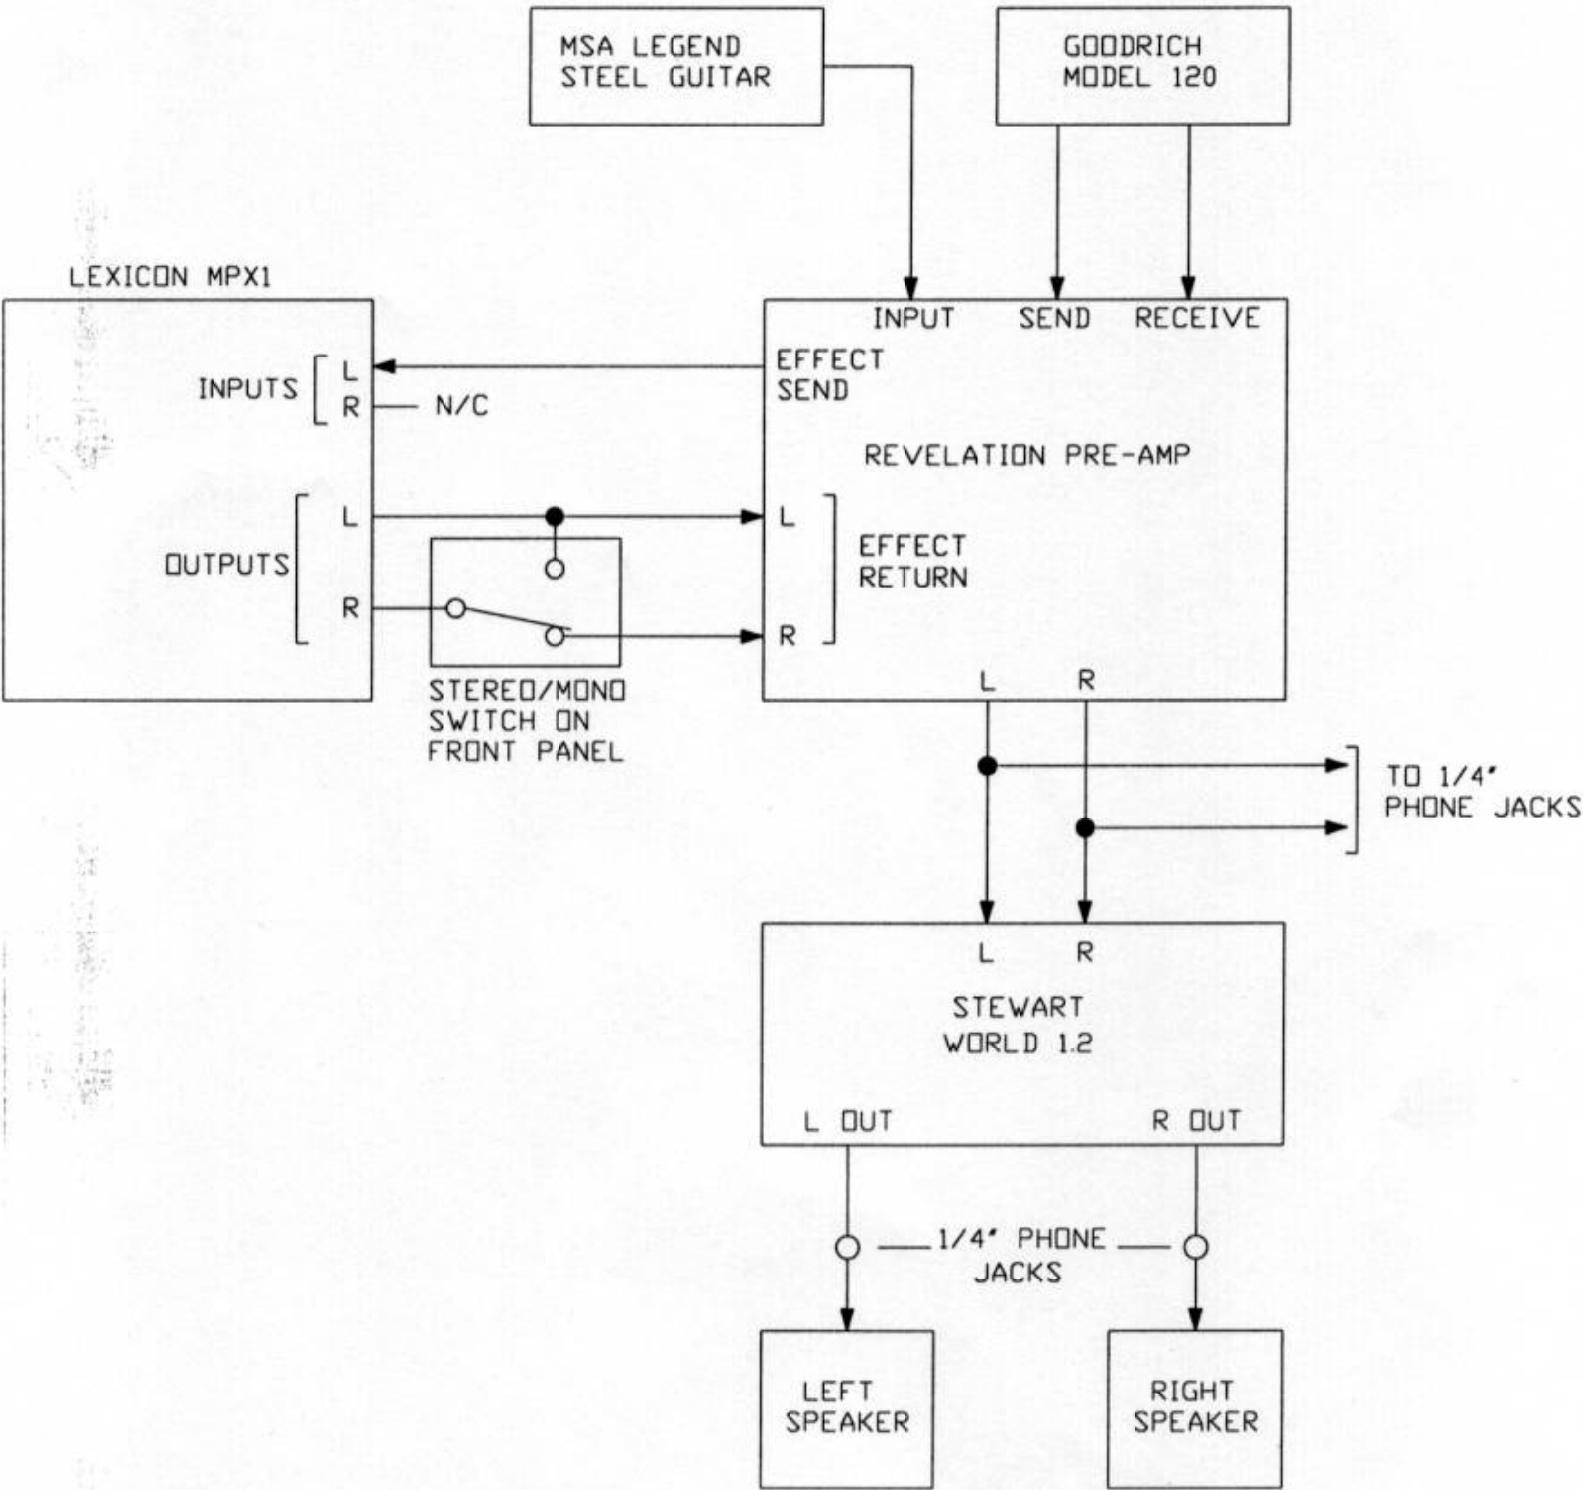 MSA LEGEND
STEEL GUITAR
GOODRICH
MODEL 120
LEXICON MPX1
INPUT
SEND
RECEIVE
INPUTS
L
R
N/C
EFFECT
SEND
REVELATION PRE-AMP
OUTPUTS
L
R
L
R
EFFECT
RETURN
STEREO/MONO
SWITCH ON
FRONT PANEL
L
R
TO 1/4"
PHONE JACKS
L
R
STEWART
WORLD 1.2
L OUT
R OUT
1/4" PHONE
JACKS
LEFT
SPEAKER
RIGHT
SPEAKER